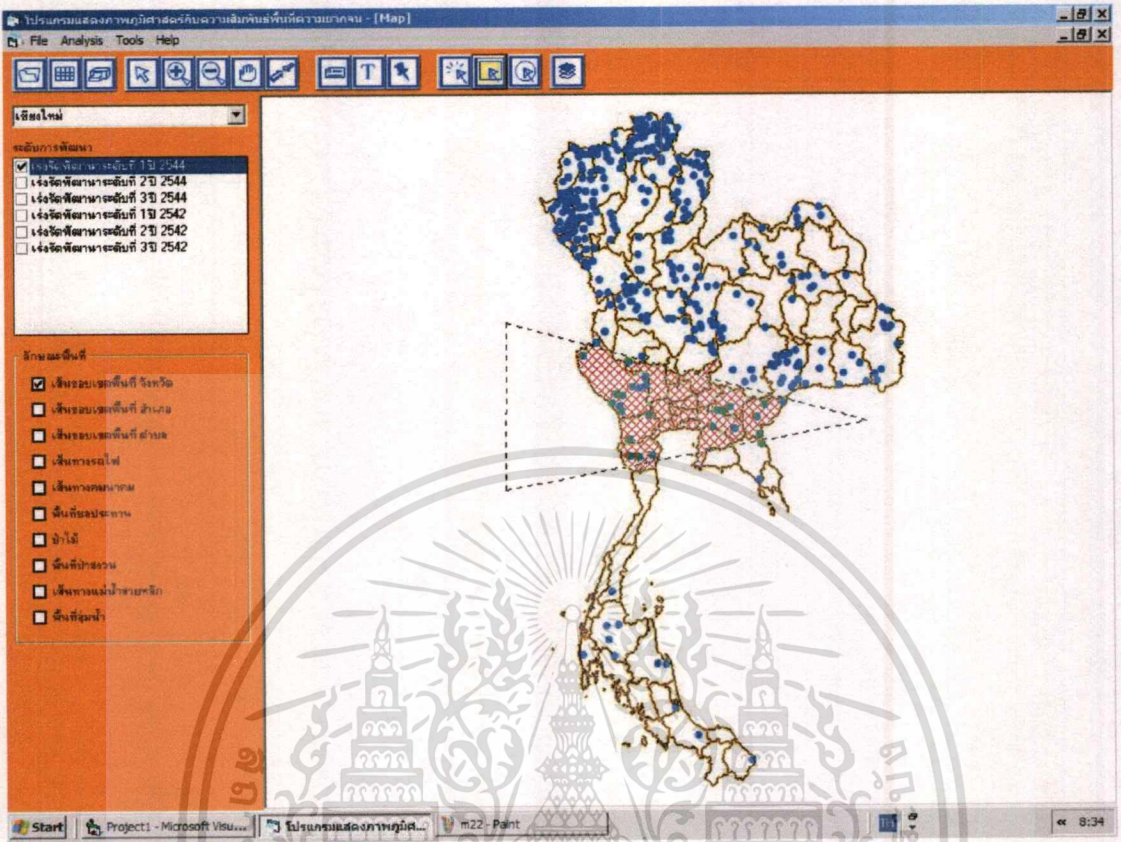 โปรแกรมแสดงภาพภูมิศาสตร์กับความสัมพันธ์พื้นที่ความยากจน - [Map]
File Analysis Tools Help
T
เชียงใหม่
ระดับการพัฒนา
เร่งรัดพัฒนาระดับที่ 1 ปี 2544
เร่งรัดพัฒนาระดับที่ 2 ปี 2544
เร่งรัดพัฒนาระดับที่ 3 ปี 2544
เร่งรัดพัฒนาระดับที่ 1 ปี 2542
เร่งรัดพัฒนาระดับที่ 2 ปี 2542
เร่งรัดพัฒนาระดับที่ 3 ปี 2542
ลักษณะพื้นที่
เส้นขอบเขตพื้นที่ จังหวัด
เส้นขอบเขตพื้นที่ อำเภอ
เส้นขอบเขตพื้นที่ ตำบล
เส้นทางรถไฟ
เส้นทางคมนาคม
พื้นที่ชลประทาน
ป่าไม้
พื้นที่ป่าสงวน
เส้นทางแม่น้ำสายหลัก
พื้นที่ลุ่มน้ำ
Start Project1 - Microsoft Visu... โปรแกรมแสดงภาพภูมิศ... m22 - Paint TH « 8:34